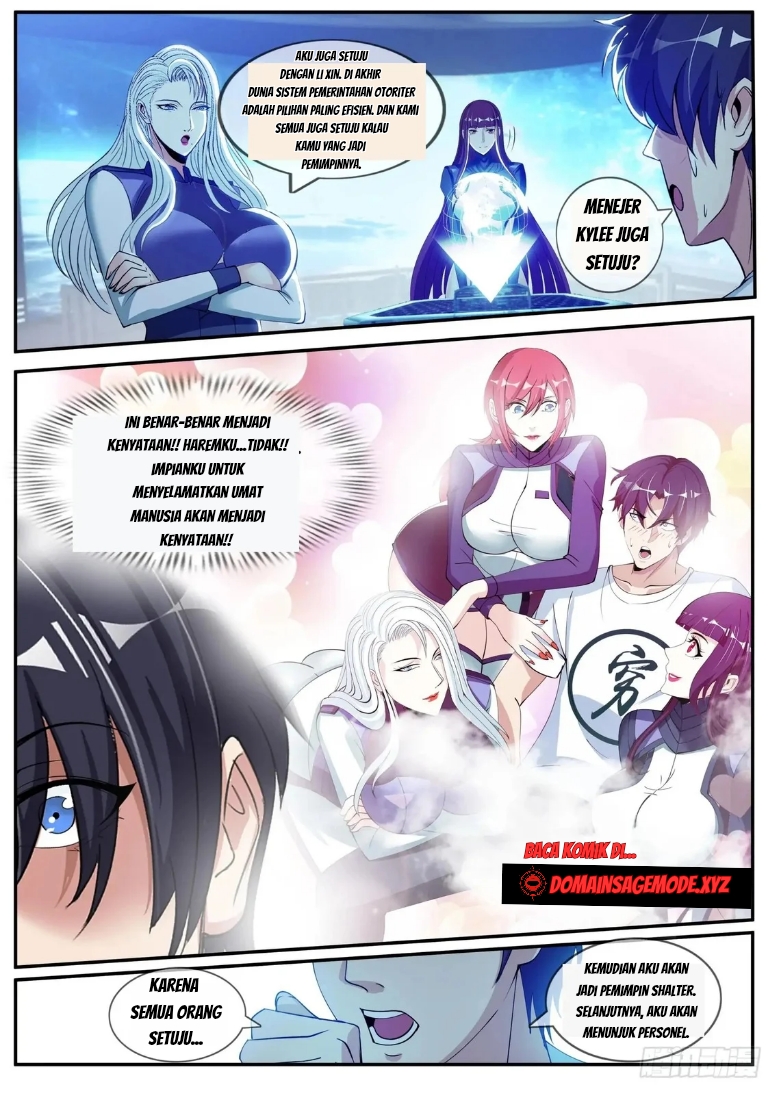 AKU JUGA SETUJU
DENGAN LI XIN. DI AKHIR
DUNIA SISTEM PEMERINTAHAN OTORITER
ADALAH PILIHAN PALING EFISIEN. DAN KAMI
SEMUA JUGA SETUJU KALAU
KAMU YANG JADI
PEMIMPINNYA.
MENEJER
KYLEE JUGA
SETUJU?
INI BENAR-BENAR MENJADI
KENYATAAN!! HAREMKU...TIDAK!!
IMPIANKU UNTUK
MENYELAMATKAN UMAT
MANUSIA AKAN MENJADI
KENYATAAN!!
穷
BACA KOMIK DI...
DOMAINSAGEMODE.XYZ
KARENA
SEMUA ORANG
SETUJU...
KEMUDIAN AKU AKAN
JADI PEMIMPIN SHALTER.
SELANJUTNYA, AKU AKAN
MENUNJUK PERSONEL.